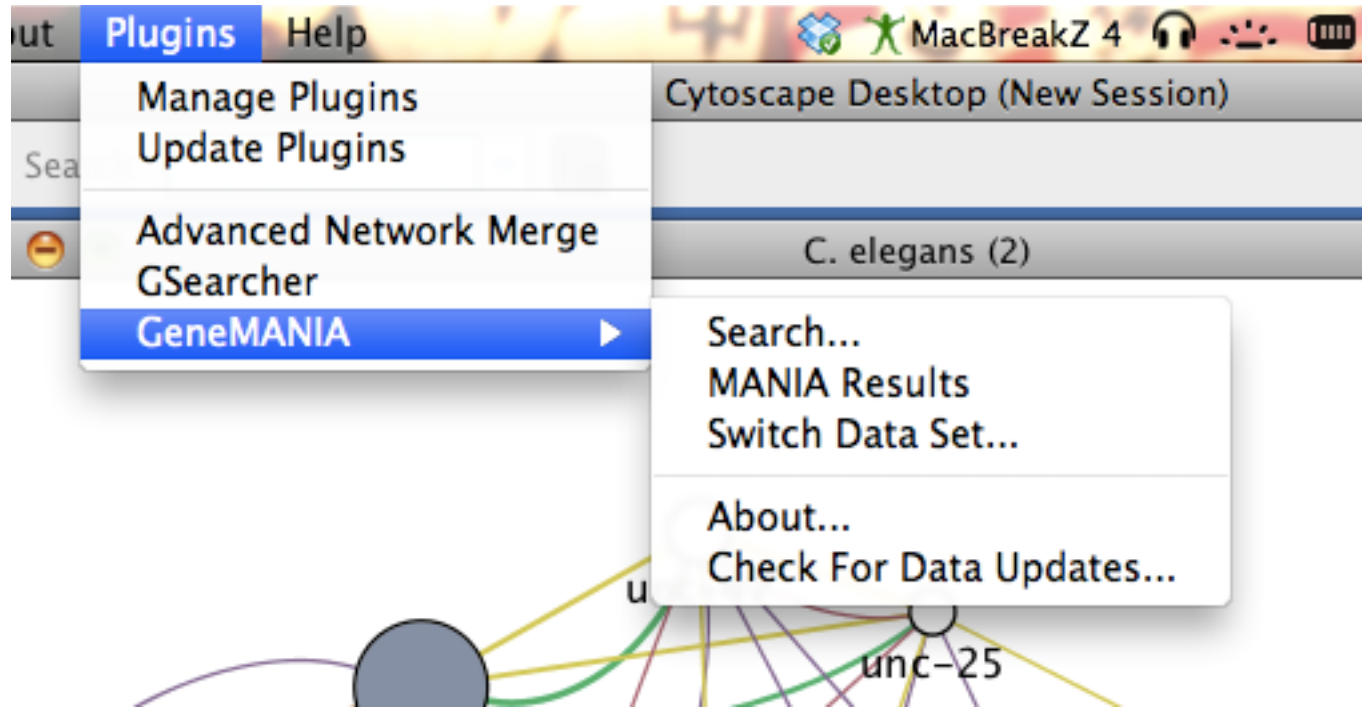 out Plugins Help MacBreakZ 4
Manage Plugins
Cytoscape Desktop (New Session)
Update Plugins
Sea
Advanced Network Merge
C. elegans (2)
GSearcher
GeneMANIA
Search...
MANIA Results
Switch Data Set...
About...
Check For Data Updates...
unc-25